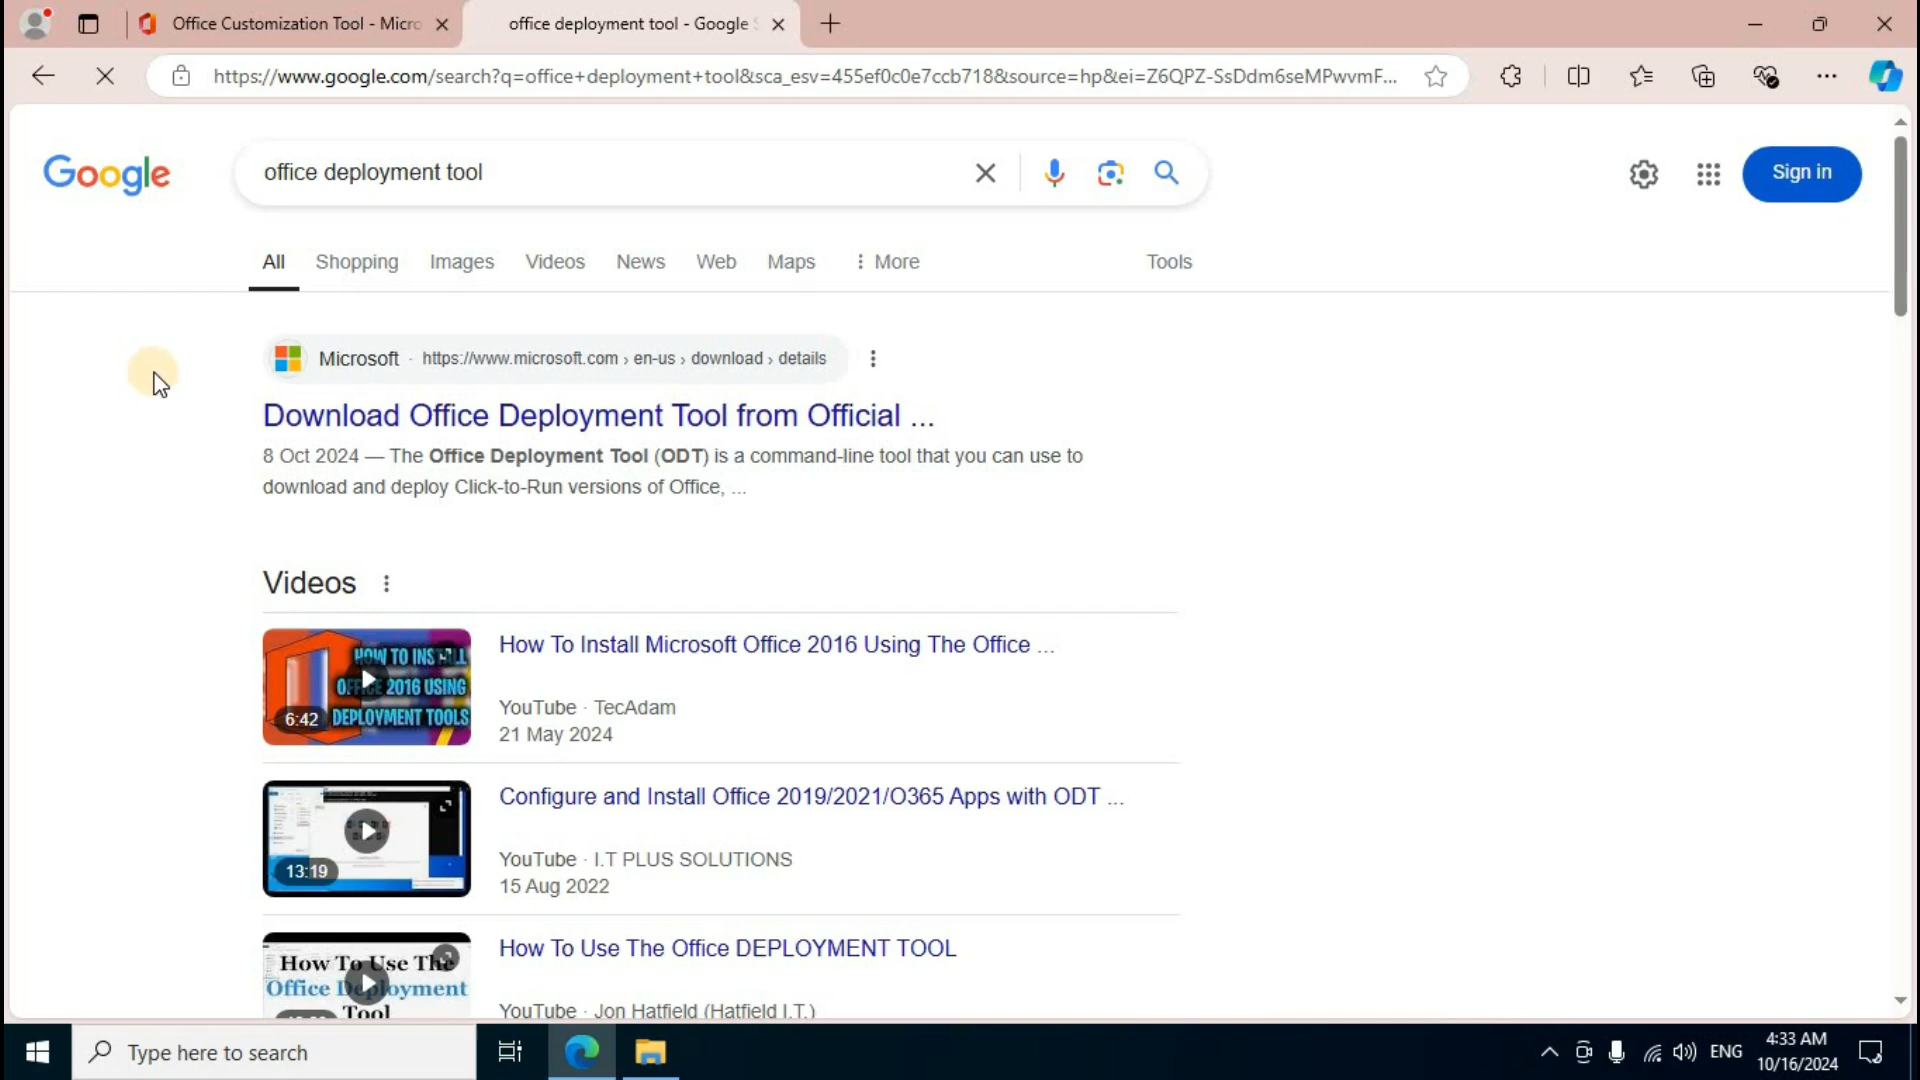 Office Customization Tool - Micro
office deployment tool - Google S
https://www.google.com/search?q=office+deployment+tool&sca_esv=455ef0c0e7ccb718&source=hp&ei=Z6QPZ-SsDdm6seMPwvmF...
Google
office deployment tool
Sign in
All
Shopping
Images
Videos
News
Web
Maps
More
Tools
Microsoft · https://www.microsoft.com › en-us › download › details
Download Office Deployment Tool from Official ...
8 Oct 2024 — The Office Deployment Tool (ODT) is a command-line tool that you can use to
download and deploy Click-to-Run versions of Office, ...
Videos
HOW TO INSTALL
OFFICE 2016 USING
DEPLOYMENT TOOLS
6:42
How To Install Microsoft Office 2016 Using The Office ...
YouTube · TecAdam
21 May 2024
13:19
Configure and Install Office 2019/2021/O365 Apps with ODT ...
YouTube · I.T PLUS SOLUTIONS
15 Aug 2022
How To Use The
Office Deployment
Tool
How To Use The Office DEPLOYMENT TOOL
YouTube · Jon Hatfield (Hatfield I.T.)
Type here to search
ENG
4:33 AM
10/16/2024